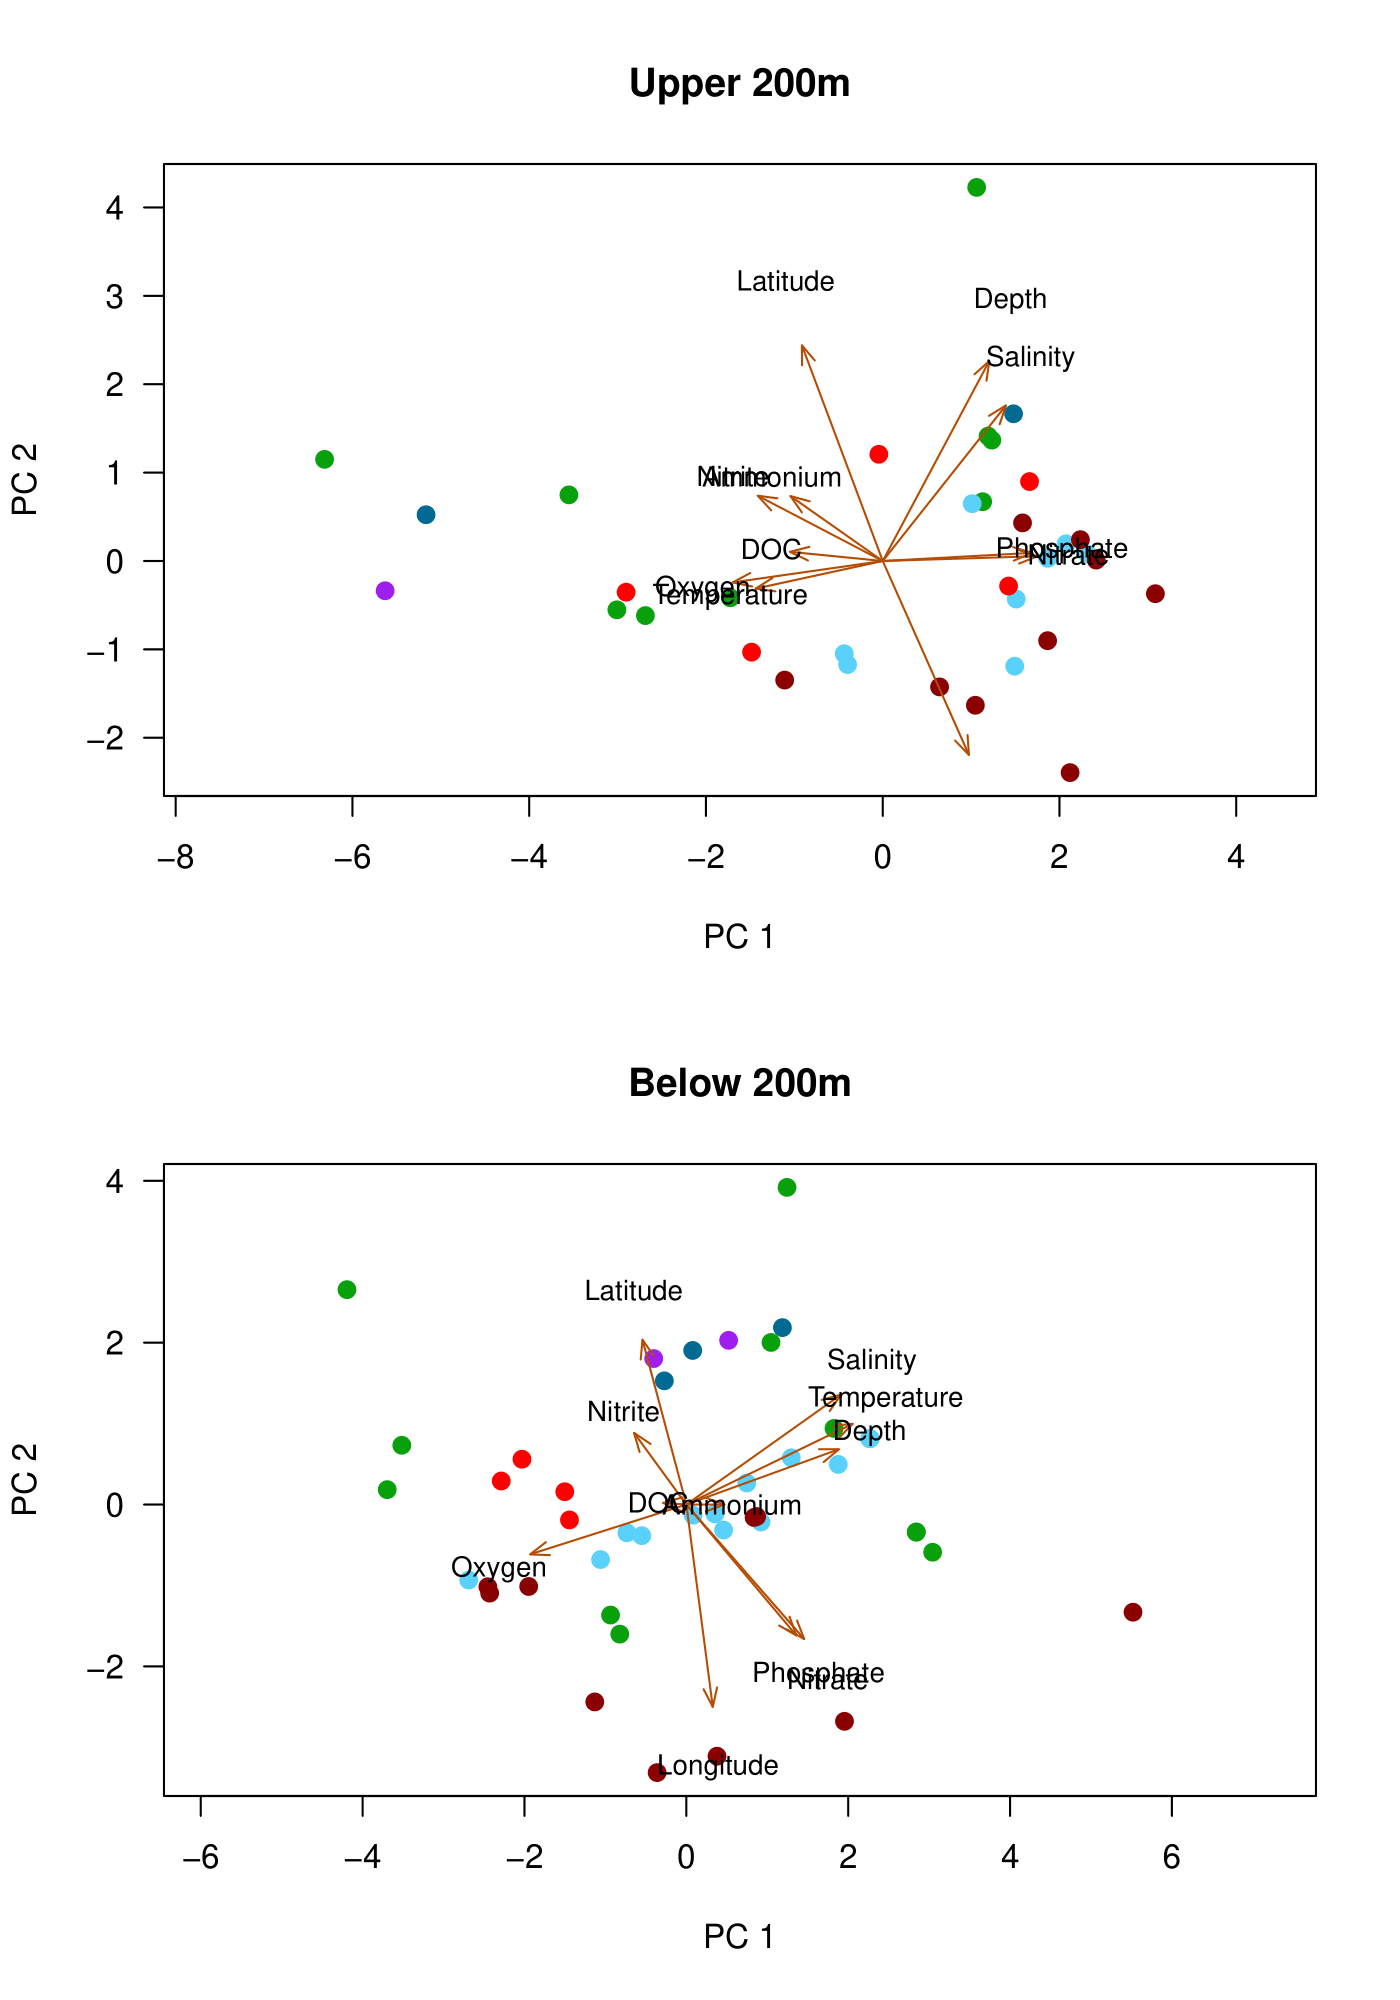 Upper 200m
4
3
2
1
0
−1
−2
PC 2
Latitude
Depth
Salinity
Nitrite
Ammonium
DOC
Phosphate
Nitrate
Oxygen
Temperature
−8 −6 −4 −2 0 2 4
PC 1
Below 200m
4
2
0
−2
PC 2
Latitude
Salinity
Temperature
Nitrite
Depth
DOC
Ammonium
Oxygen
Phosphate
Nitrate
Longitude
−6 −4 −2 0 2 4 6
PC 1